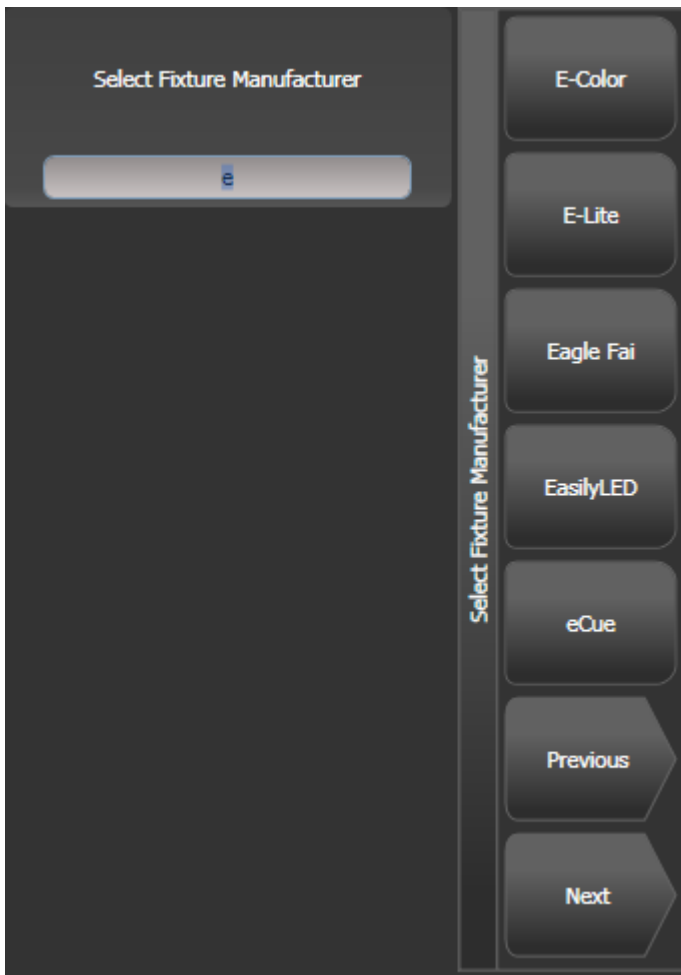 Select Fixture Manufacturer
e
Select Fixture Manufacturer
E-Color
E-Lite
Eagle Fai
EasilyLED
eCue
Previous
Next